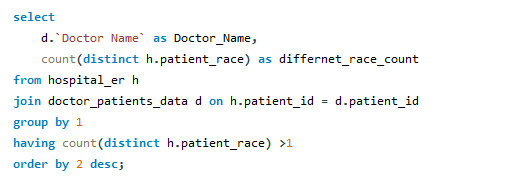 select
    d.`Doctor Name` as Doctor_Name,
    count(distinct h.patient_race) as differnet_race_count
from hospital_er h
join doctor_patients_data d on h.patient_id = d.patient_id
group by 1
having count(distinct h.patient_race) >1
order by 2 desc;